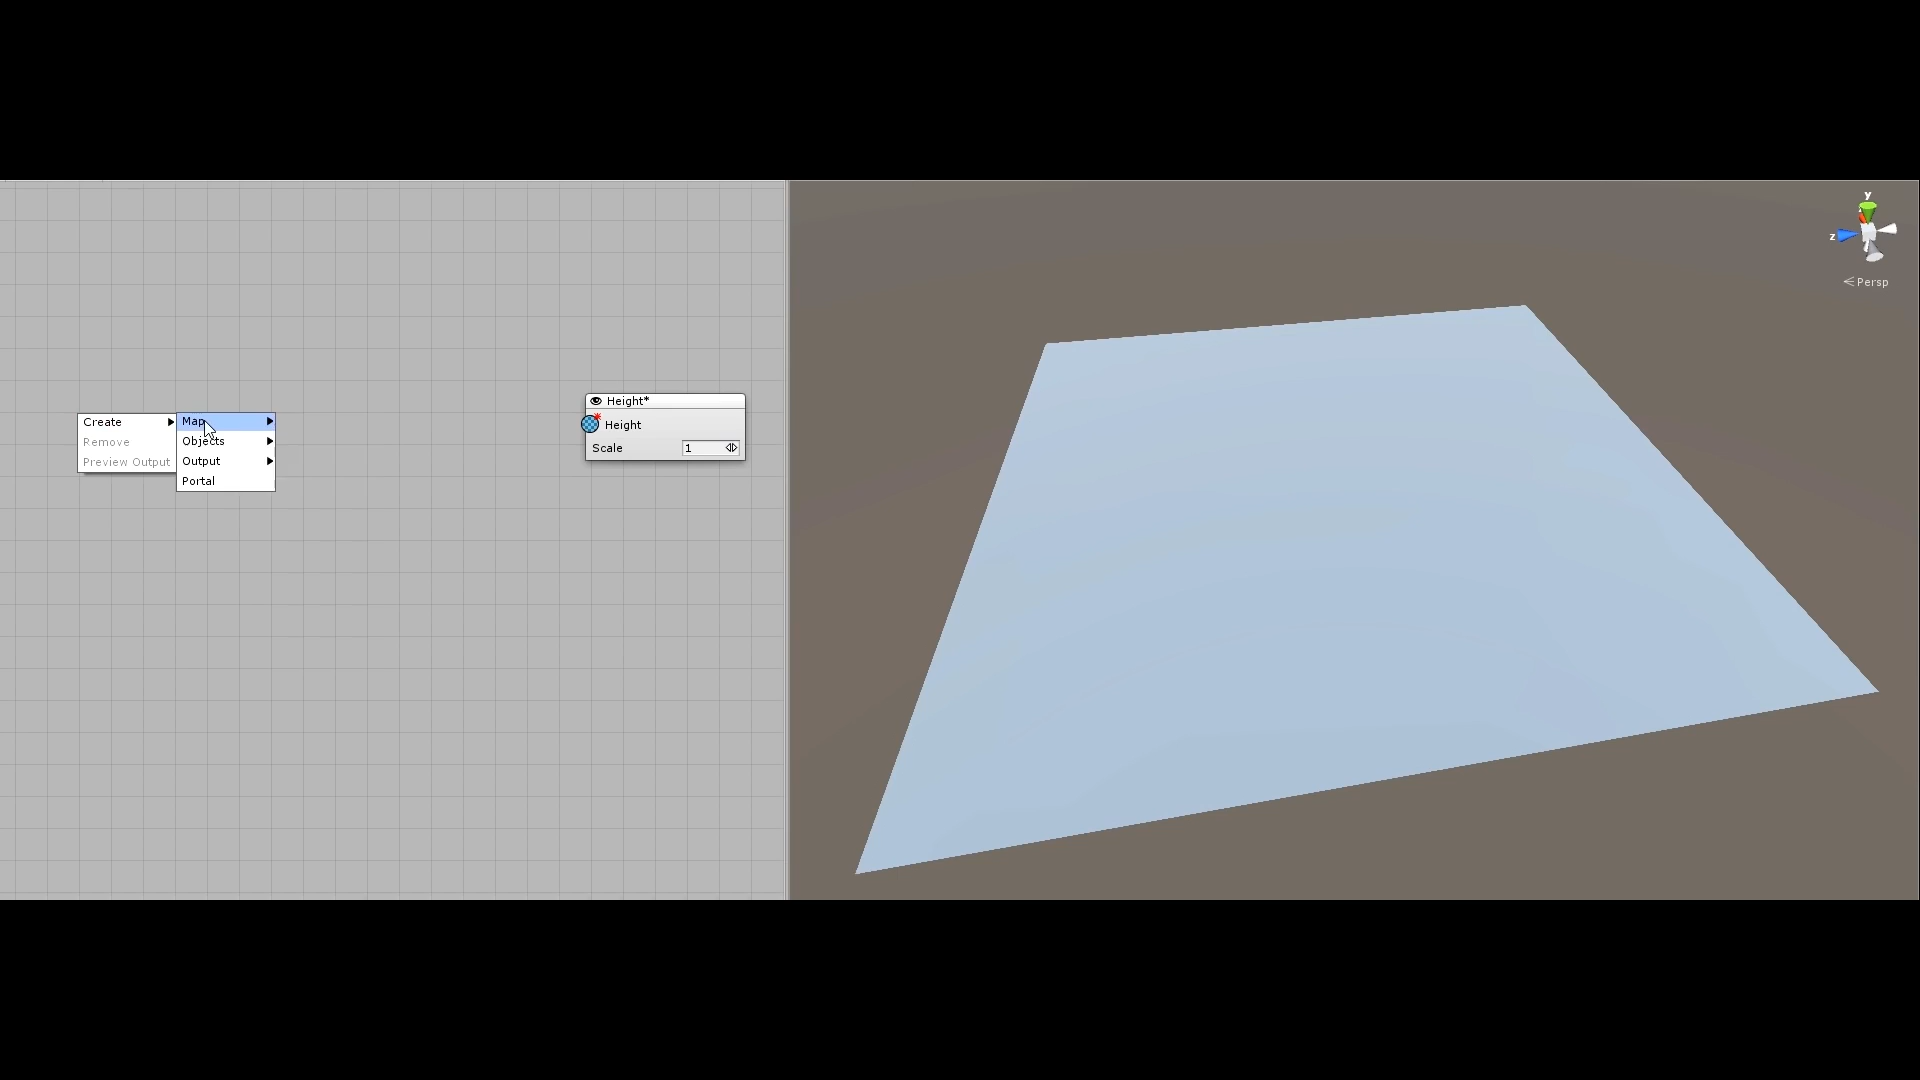 Create
Remove
Preview Output
Map
Objects
Output
Portal
Height*
Height
Scale 1
y
z
Persp